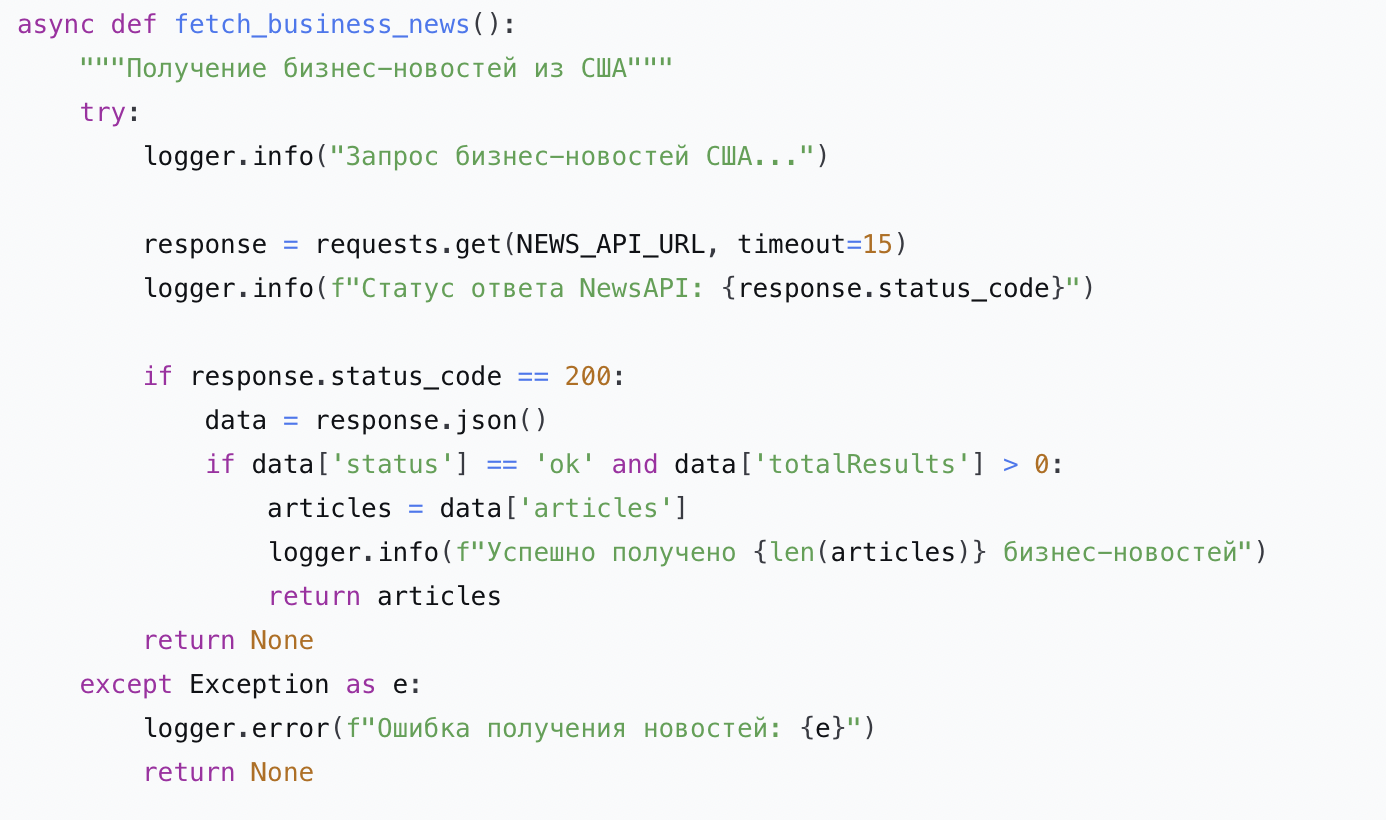 async def fetch_business_news():
    """Получение бизнес-новостей из США"""
    try:
        logger.info("Запрос бизнес-новостей США...")
        response = requests.get(NEWS_API_URL, timeout=15)
        logger.info(f"Статус ответа NewsAPI: {response.status_code}")
        if response.status_code == 200:
            data = response.json()
            if data['status'] == 'ok' and data['totalResults'] > 0:
                articles = data['articles']
                logger.info(f"Успешно получено {len(articles)} бизнес-новостей")
                return articles
        return None
    except Exception as e:
        logger.error(f"Ошибка получения новостей: {e}")
        return None